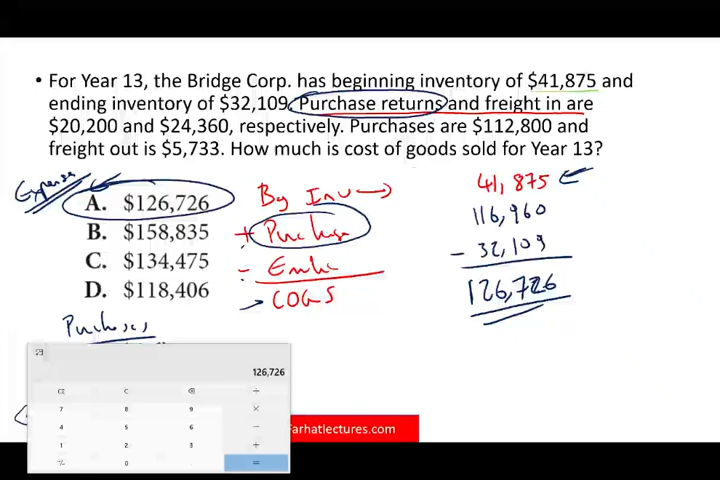 • For Year 13, the Bridge Corp. has beginning inventory of $41,875 and
ending inventory of $32,109. Purchase returns and freight in are
$20,200 and $24,360, respectively. Purchases are $112,800 and
freight out is $5,733. How much is cost of goods sold for Year 13?
Expense
A. $126,726
B. $158,835
C. $134,475
D. $118,406
Beg Inv →
+ Purchase
- End Inv
→ COGS
41,875
116,960
- 32,109
126,726
Purchases
126,726
CE C ⌫ ÷
7 8 9 ×
4 5 6 −
1 2 3 +
+/- 0 . =
Farhatlectures.com